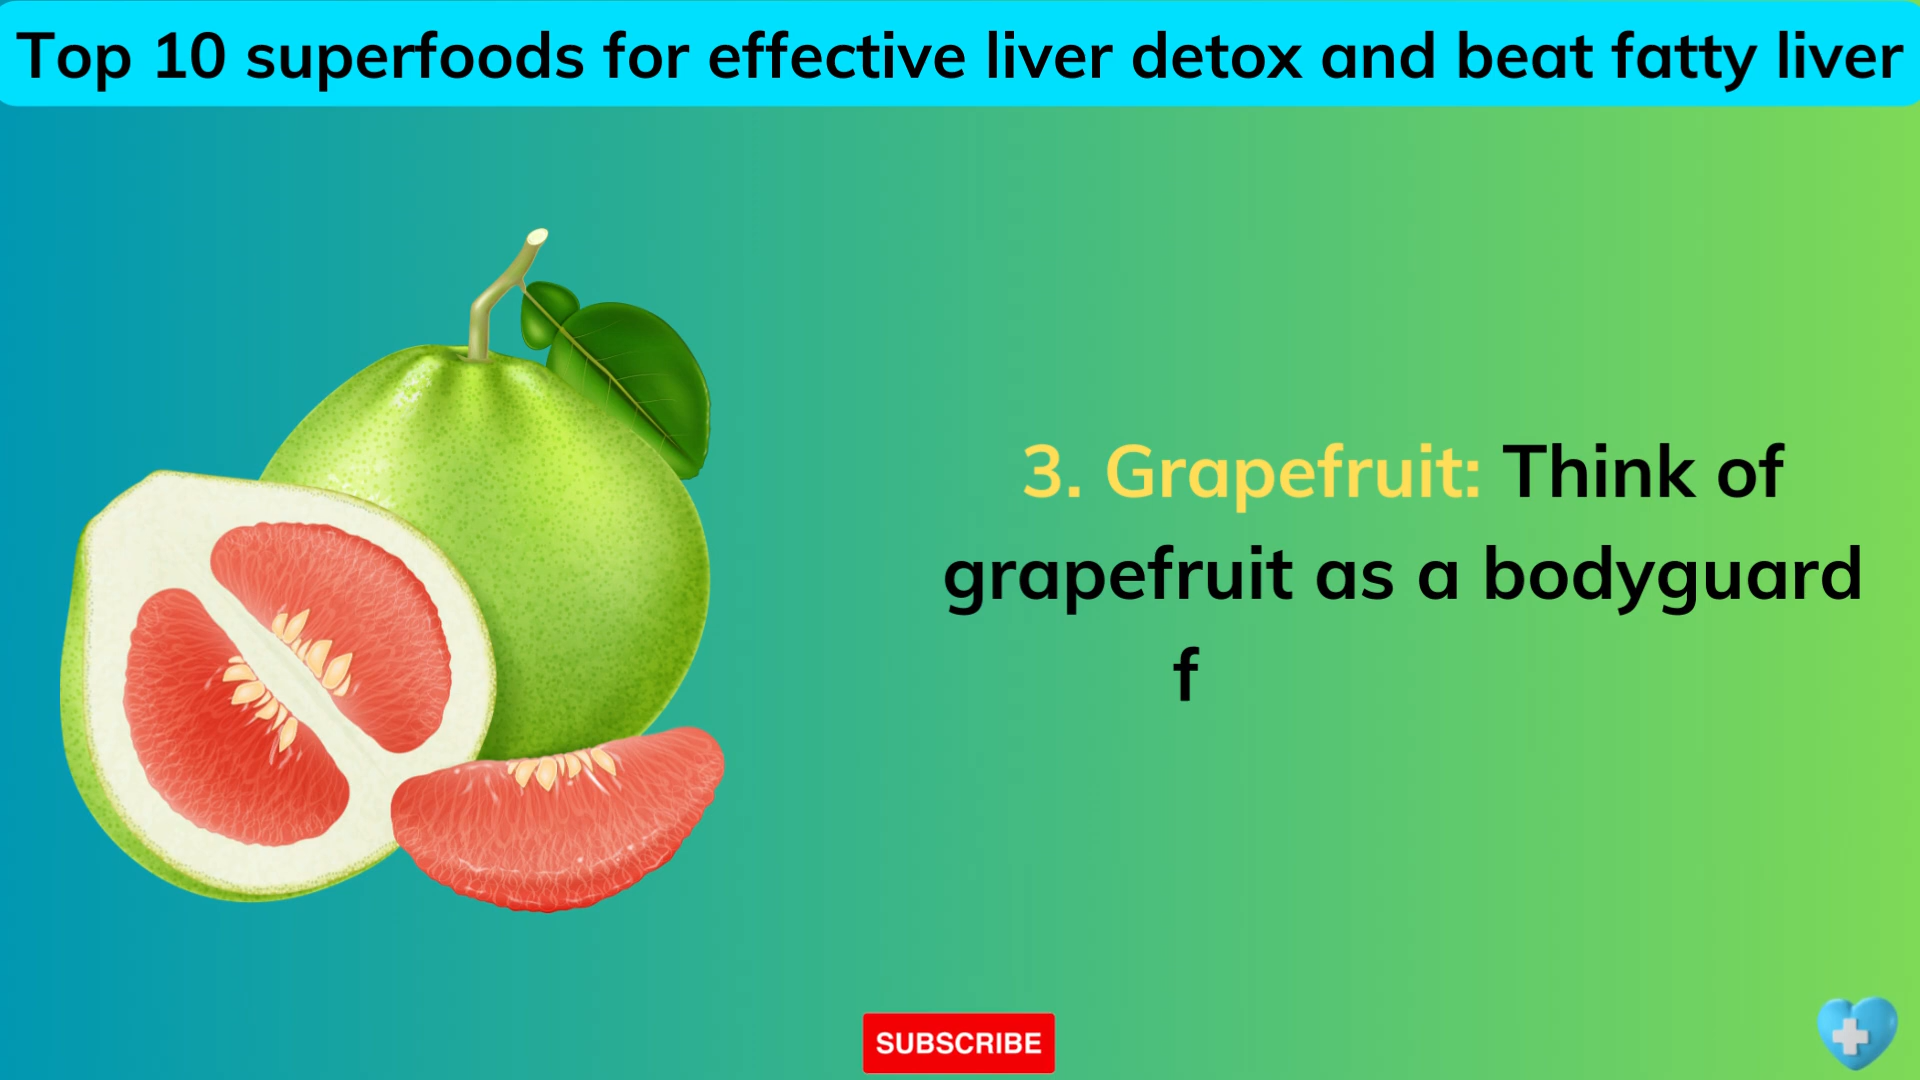 Top 10 superfoods for effective liver detox and beat fatty liver
3. Grapefruit: Think of
grapefruit as a bodyguard
f
SUBSCRIBE